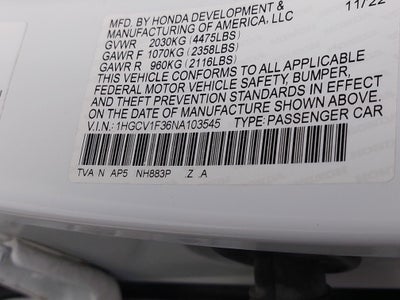 MFD. BY HONDA DEVELOPMENT & 11/22
MANUFACTURING OF AMERICA, LLC
GVWR 2030KG (4475LBS)
GAWR F 1070KG (2358LBS)
GAWR R 960KG (2116LBS)
THIS VEHICLE CONFORMS TO ALL APPLICABLE
FEDERAL MOTOR VEHICLE SAFETY, BUMPER,
AND THEFT PREVENTION STANDARDS IN EFFECT
ON THE DATE OF MANUFACTURE SHOWN ABOVE.
V.I.N.: 1HGCV1F36NA103545 TYPE: PASSENGER CAR
TVA N AP5 NH883P .Z .A